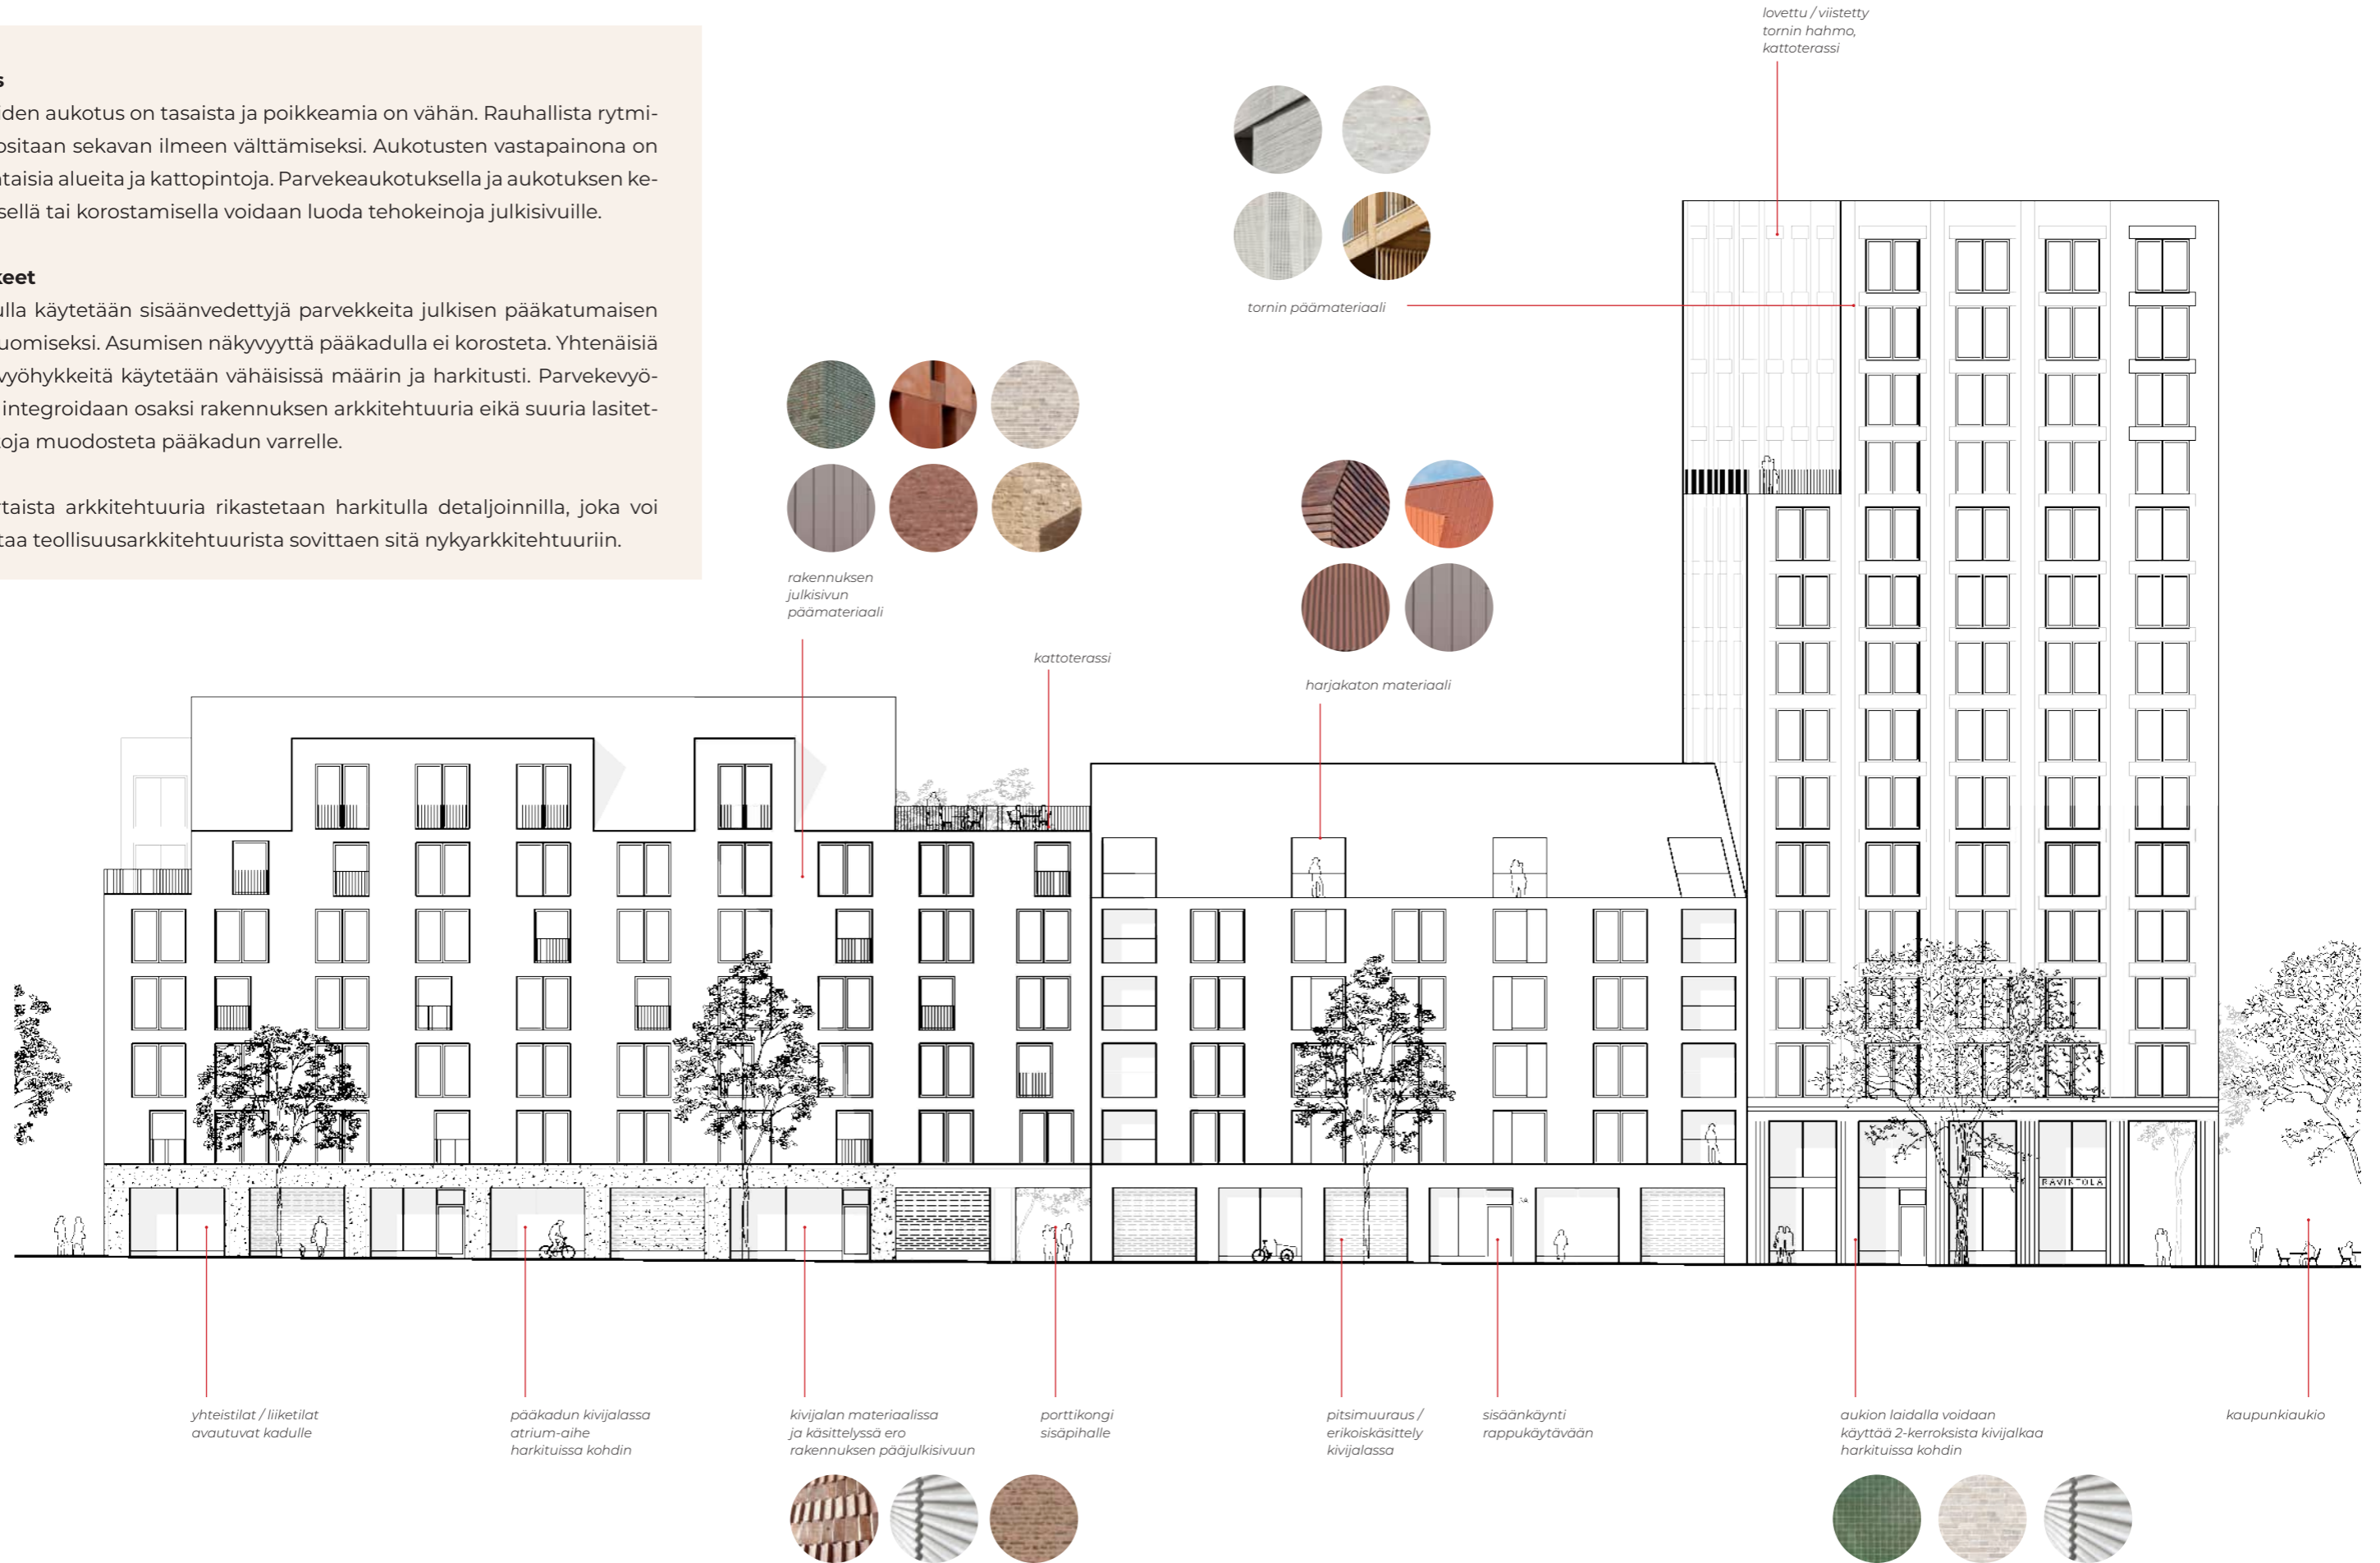 s
iden aukotus on tasaista ja poikkeamia on vähän. Rauhallista rytmi-
ositaan sekavan ilmeen välttämiseksi. Aukotusten vastapainona on
ntaisia alueita ja kattopintoja. Parvekeaukotuksella ja aukotuksen ke-
sellä tai korostamisella voidaan luoda tehokeinoja julkisivuille.
keet
ulla käytetään sisäänvedettyjä parvekkeita julkisen pääkatumaisen
uomiseksi. Asumisen näkyvyyttä pääkadulla ei korosteta. Yhtenäisiä
vyöhykkeitä käytetään vähäisissä määrin ja harkitusti. Parvekevyö-
integroidaan osaksi rakennuksen arkkitehtuuria eikä suuria lasitet-
toja muodosteta pääkadun varrelle.
rtaista arkkitehtuuria rikastetaan harkitulla detaljoinnilla, joka voi
ttaa teollisuusarkkitehtuurista sovittaen sitä nykyarkkitehtuuriin.
lovettu / viistetty
tornin hahmo,
kattoterassi
tornin päämateriaali
rakennuksen
julkisivun
päämateriaali
kattoterassi
harjakaton materiaali
RAVINTOLA
yhteistilat / liiketilat
avautuvat kadulle
pääkadun kivijalassa
atrium-aihe
harkituissa kohdin
kivijalan materiaalissa
ja käsittelyssä ero
rakennuksen pääjulkisivuun
porttikongi
sisäpihalle
pitsimuuraus /
erikoiskäsittely
kivijalassa
sisäänkäynti
rappukäytävään
aukion laidalla voidaan
käyttää 2-kerroksista kivijalkaa
harkituissa kohdin
kaupunkiaukio